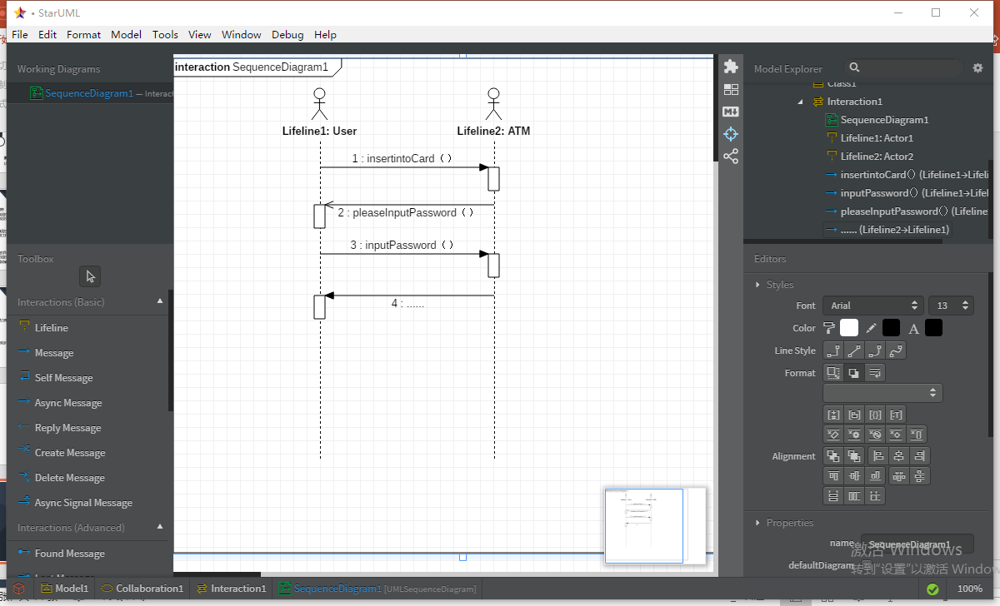 • StarUML
File Edit Format Model Tools View Window Debug Help
Working Diagrams
SequenceDiagram1 — Interact
Toolbox
Interactions (Basic)
Lifeline
Message
Self Message
Async Message
Reply Message
Create Message
Delete Message
Async Signal Message
Interactions (Advanced)
Found Message
interaction SequenceDiagram1
Lifeline1: User
Lifeline2: ATM
1 : insertintoCard（）
2 : pleaseInputPassword（）
3 : inputPassword（）
4 : ......
Model Explorer
Class1
Interaction1
SequenceDiagram1
Lifeline1: Actor1
Lifeline2: Actor2
insertintoCard（） (Lifeline1→Lifeli
inputPassword（） (Lifeline1→Lifel
pleaseInputPassword（） (Lifeline
...... (Lifeline2→Lifeline1)
Editors
Styles
Font Arial 13
Color A
Line Style
Format
Alignment
Properties
name SequenceDiagram1
defaultDiagram
激活 Windows
转到"设置"以激活 Window
Model1 Collaboration1 Interaction1 SequenceDiagram1 [UMLSequenceDiagram] 100%